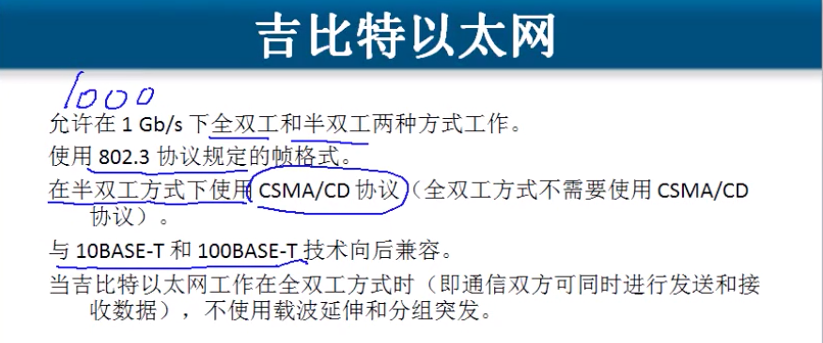 吉比特以太网
1000
允许在 1 Gb/s 下全双工和半双工两种方式工作。
使用 802.3 协议规定的帧格式。
在半双工方式下使用 CSMA/CD 协议（全双工方式不需要使用 CSMA/CD
协议）。
与 10BASE-T 和 100BASE-T 技术向后兼容。
当吉比特以太网工作在全双工方式时（即通信双方可同时进行发送和接
收数据），不使用载波延伸和分组突发。